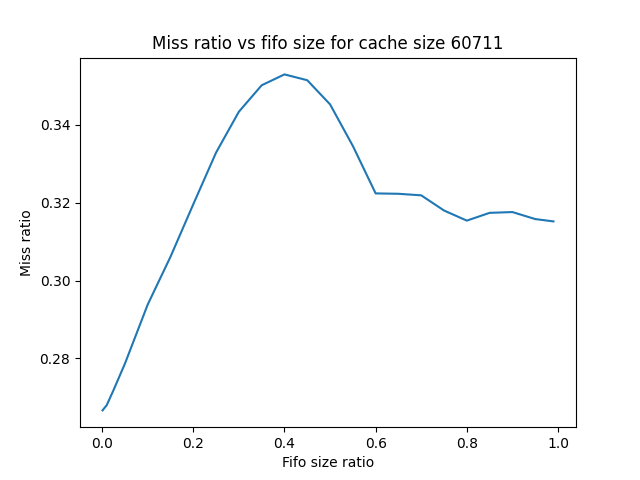 Miss ratio vs fifo size for cache size 60711
Miss ratio
0.34
0.32
0.30
0.28
0.0 0.2 0.4 0.6 0.8 1.0
Fifo size ratio